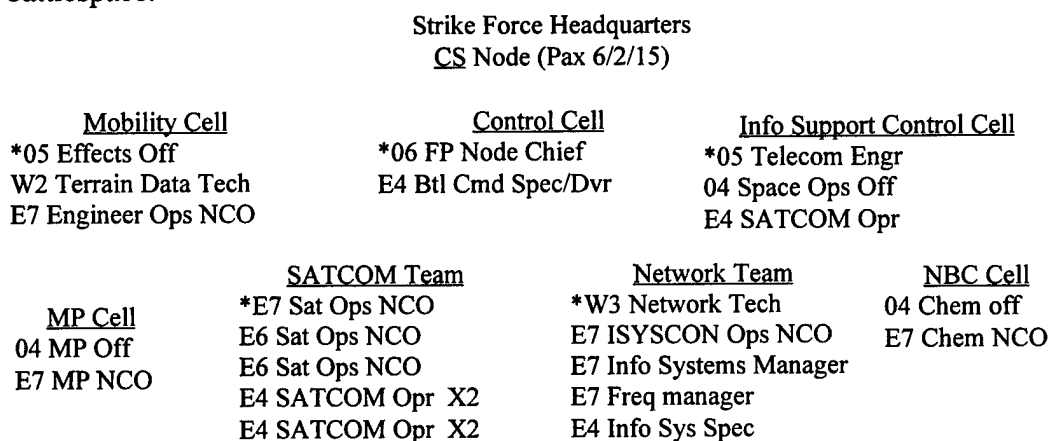 Strike Force Headquarters
CS Node (Pax 6/2/15)
Mobility Cell
*05 Effects Off
W2 Terrain Data Tech
E7 Engineer Ops NCO
Control Cell
*06 FP Node Chief
E4 Btl Cmd Spec/Dvr
Info Support Control Cell
*05 Telecom Engr
04 Space Ops Off
E4 SATCOM Opr
MP Cell
04 MP Off
E7 MP NCO
SATCOM Team
*E7 Sat Ops NCO
E6 Sat Ops NCO
E6 Sat Ops NCO
E4 SATCOM Opr X2
E4 SATCOM Opr X2
Network Team
*W3 Network Tech
E7 ISYSCON Ops NCO
E7 Info Systems Manager
E7 Freq manager
E4 Info Sys Spec
NBC Cell
04 Chem off
E7 Chem NCO